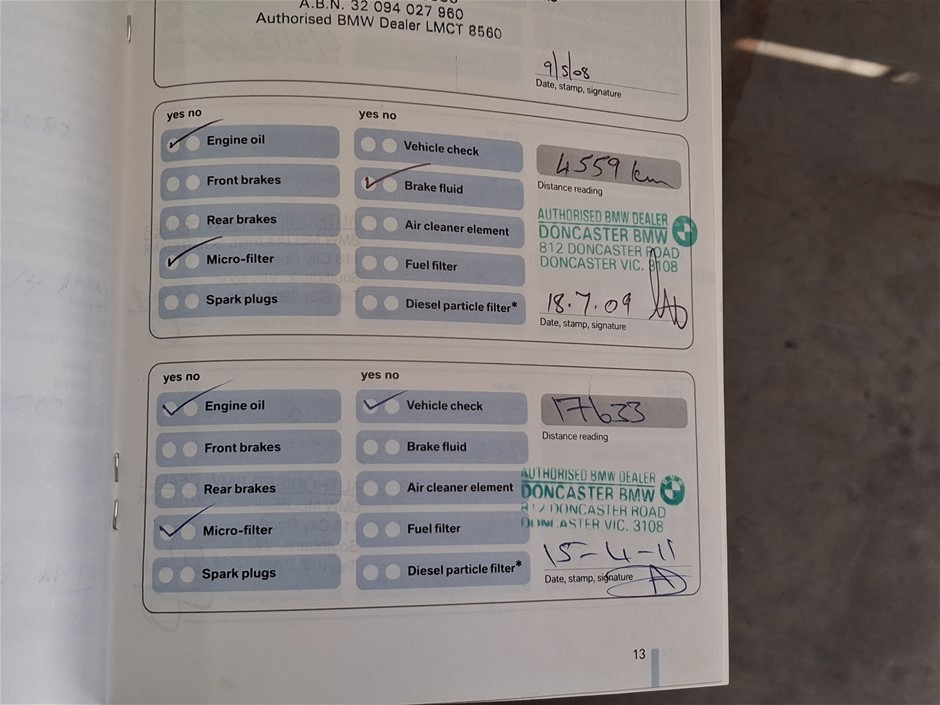 A.B.N. 32 094 027 960
Authorised BMW Dealer LMCT 8560
9/5/08
Date, stamp, signature
yes no
yes no
Engine oil
Vehicle check
4559 km
Front brakes
Brake fluid
Distance reading
Rear brakes
Air cleaner element
AUTHORISED BMW DEALER
DONCASTER BMW
812 DONCASTER ROAD
DONCASTER VIC. 3108
Micro-filter
Fuel filter
Spark plugs
Diesel particle filter*
18.7.09
Date, stamp, signature
yes no
yes no
Engine oil
Vehicle check
17633
Front brakes
Brake fluid
Distance reading
Rear brakes
Air cleaner element
AUTHORISED BMW DEALER
DONCASTER BMW
812 DONCASTER ROAD
DONCASTER VIC. 3108
Micro-filter
Fuel filter
Spark plugs
Diesel particle filter*
15-4-11
Date, stamp, signature
13